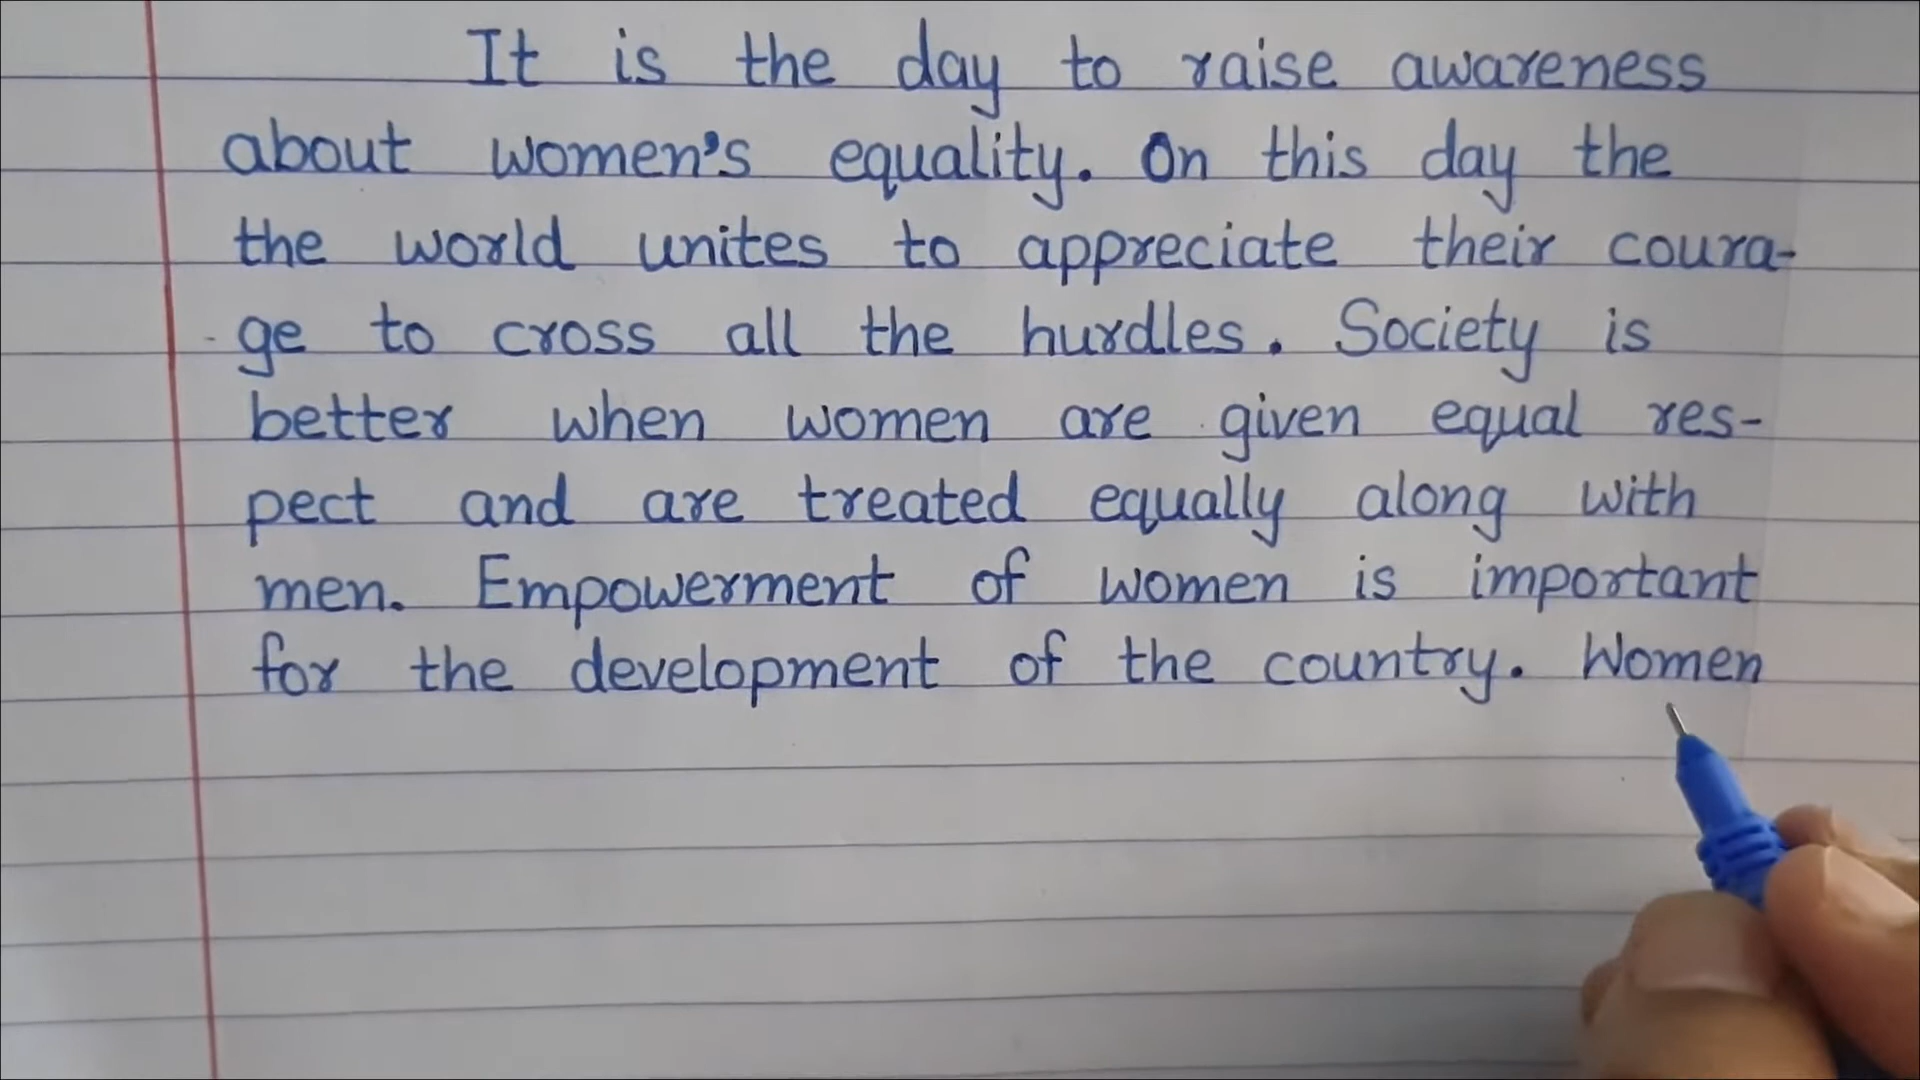 It is the day to raise awareness
about women's equality. On this day the
the world unites to appreciate their coura-
ge to cross all the hurdles. Society is
better when women are given equal res-
pect and are treated equally along with
men. Empowerment of women is important
for the development of the country. Women